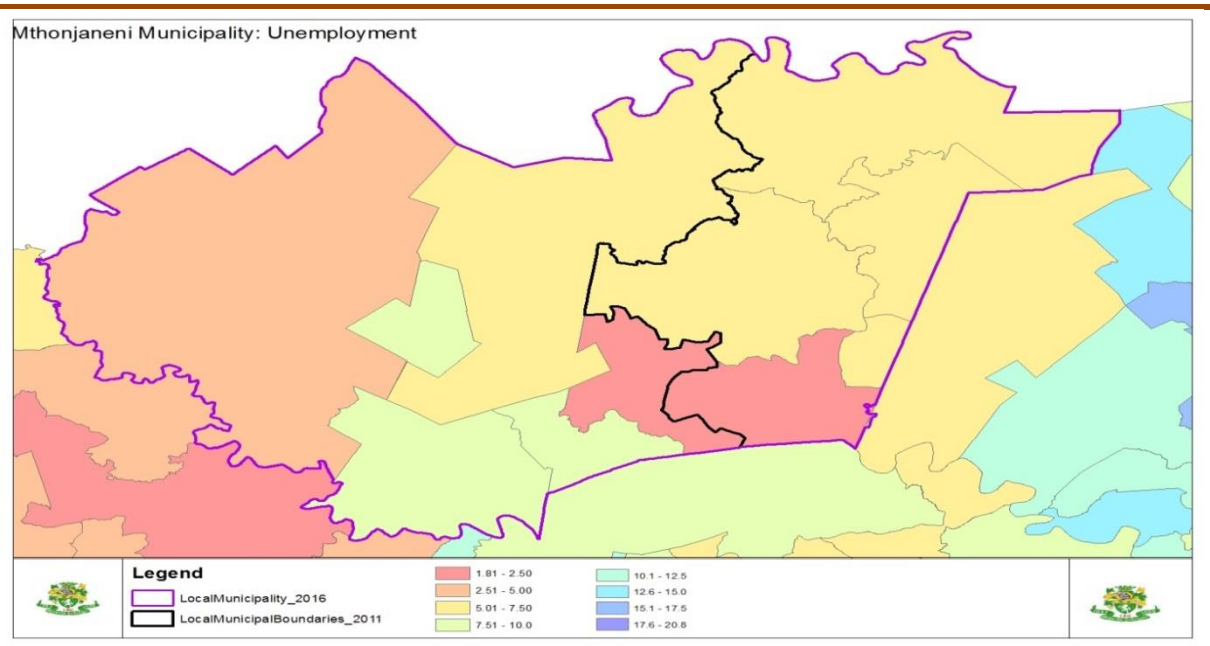 Mthonjaneni Municipality: Unemployment
Legend
LocalMunicipality_2016
LocalMunicipalBoundaries_2011
1.81 - 2.50
2.51 - 5.00
5.01 - 7.50
7.51 - 10.0
10.1 - 12.5
12.6 - 15.0
15.1 - 17.5
17.6 - 20.8